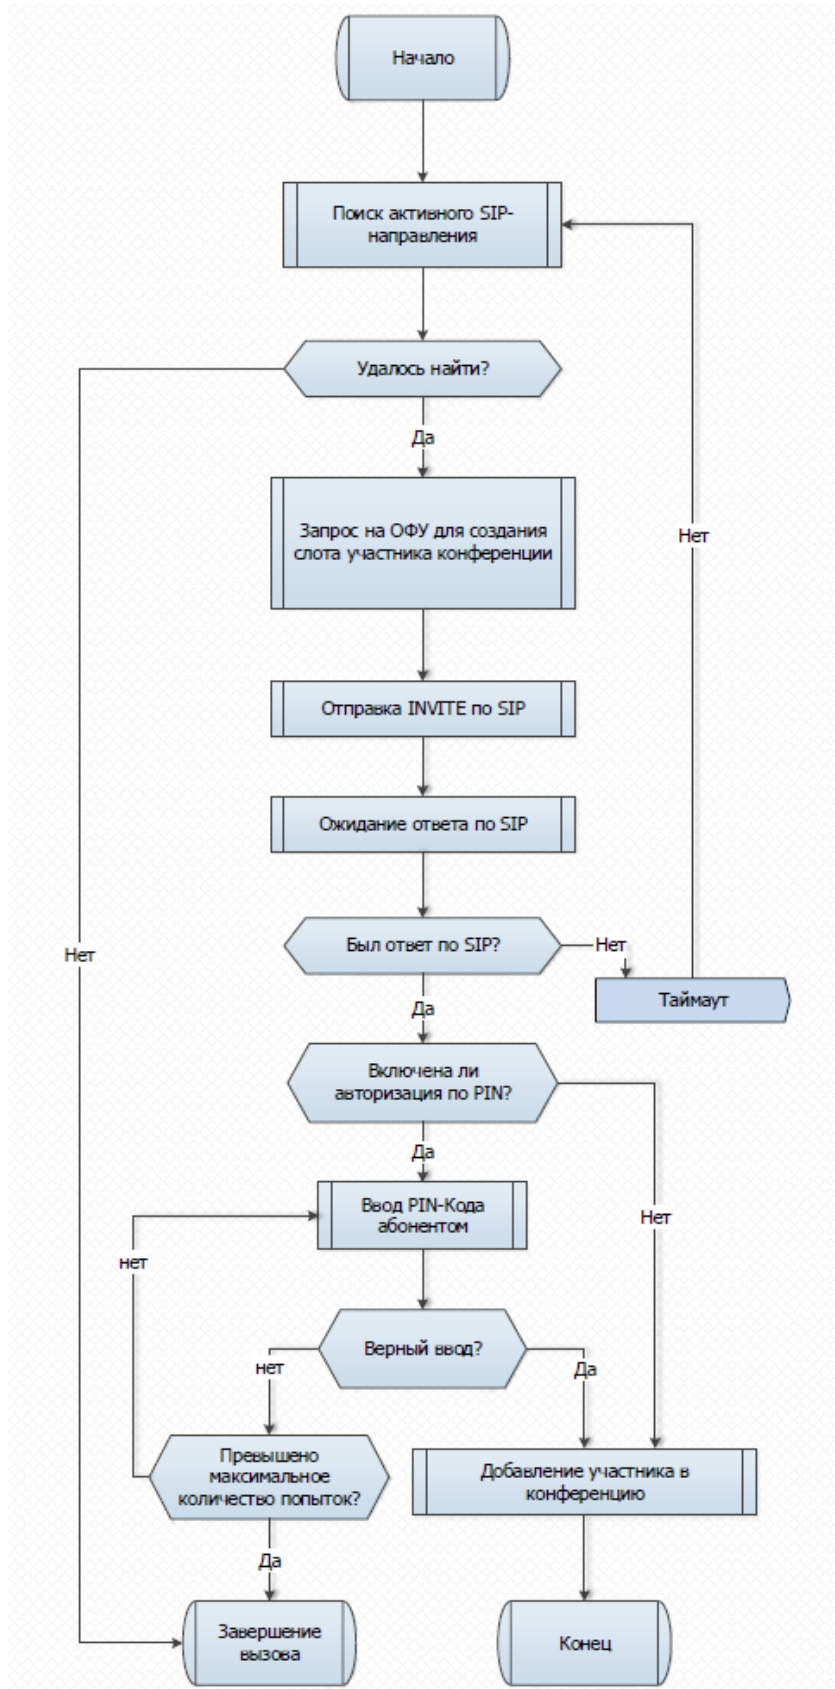 Начало
Поиск активного SIP-
направления
Удалось найти?
Да
Запрос на ОФУ для создания
слота участника конференции
Нет
Отправка INVITE по SIP
Ожидание ответа по SIP
Был ответ по SIP?
Нет
Нет
Таймаут
Да
Включена ли
авторизация по PIN?
Да
Ввод PIN-Кода
абонентом
Нет
нет
Верный ввод?
нет
Да
Превышено
максимальное
количество попыток?
Добавление участника в
конференцию
Да
Завершение
вызова
Конец